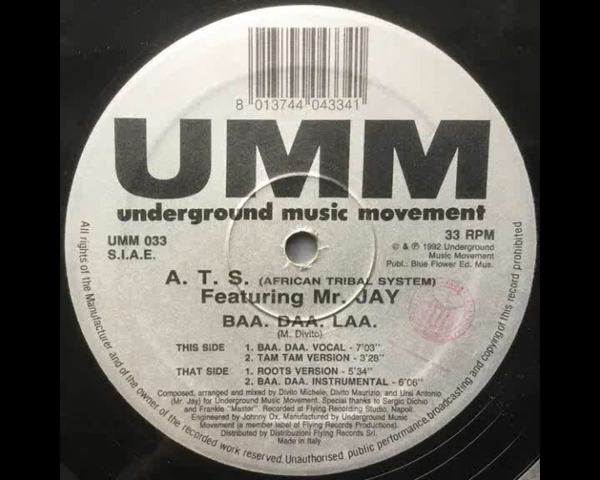 8 013744 043341
UMM
underground music movement
UMM 033
S.I.A.E.
33 RPM
© & ℗ 1992 Underground
Music Movement
Publ.: Blue Flower Ed. Mus.
A. T. S. (AFRICAN TRIBAL SYSTEM)
Featuring Mr. JAY
BAA. DAA. LAA.
(M. Divito)
THIS SIDE 1. BAA. DAA. VOCAL - 7'03"
2. TAM TAM VERSION - 3'28"
THAT SIDE 1. ROOTS VERSION - 5'34"
2. BAA. DAA. INSTRUMENTAL - 6'06"
Composed, arranged and mixed by Divito Michele, Divito Maurizio, and Ursi Antonio
(Mr. Jay) for Underground Music Movement. Special thanks to Sergio Dichio
and Frankie "Master". Recorded at Flying Recording Studio, Napoli.
Engineered by Johnny Ox. Manufactured by Underground Music
Movement (a member label of Flying Records Productions).
Distributed by Distribuzioni Flying Records Srl.
Made in Italy
All rights of the Manufacturer and of the owner of the recorded work reserved. Unauthorised public performance, broadcasting and copying of this record prohibited